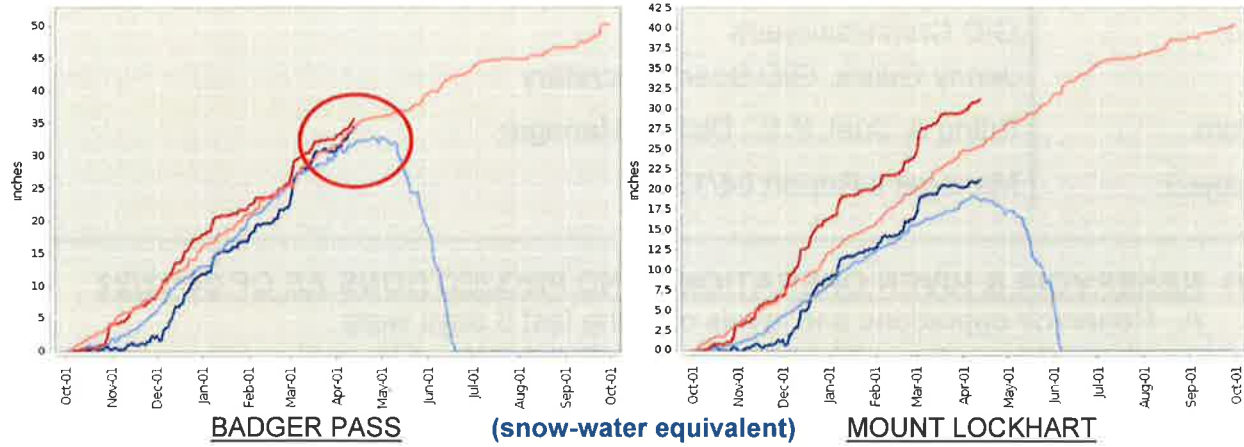 50
45
40
35
30
25
20
15
10
5
0
inches
Oct-01
Nov-01
Dec-01
Jan-01
Feb-01
Mar-01
Apr-01
May-01
Jun-01
Jul-01
Aug-01
Sep-01
Oct-01
42.5
40.0
37.5
35.0
32.5
30.0
27.5
25.0
22.5
20.0
17.5
15.0
12.5
10.0
7.5
5.0
2.5
0.0
inches
Oct-01
Nov-01
Dec-01
Jan-01
Feb-01
Mar-01
Apr-01
May-01
Jun-01
Jul-01
Aug-01
Sep-01
Oct-01
BADGER PASS (snow-water equivalent) MOUNT LOCKHART